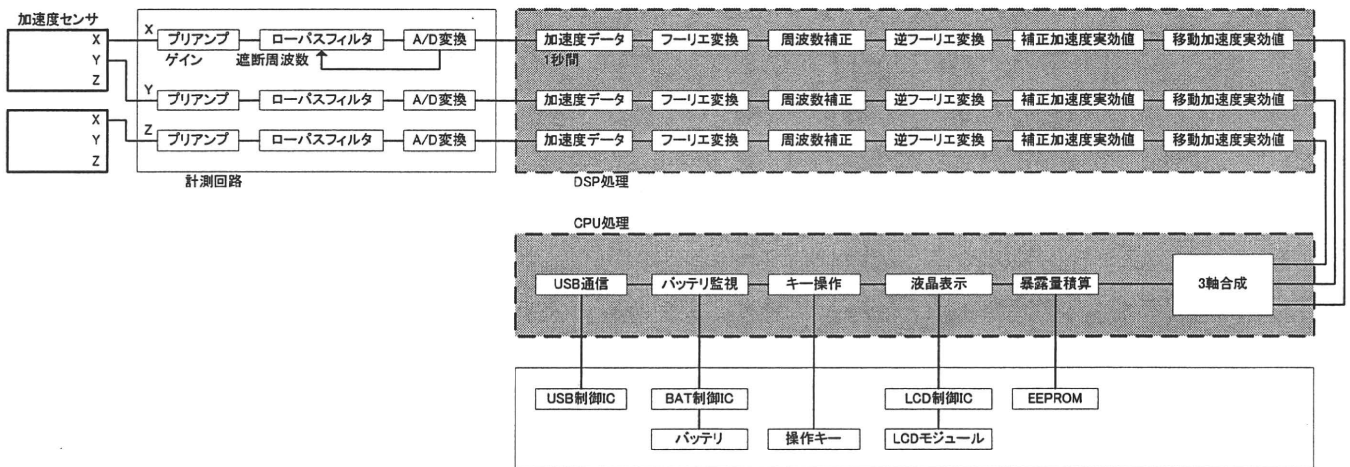 加速度センサ
X
Y
Z
X
Y
Z
X
プリアンプ
ローパスフィルタ
A/D変換
ゲイン
遮断周波数
Y
プリアンプ
ローパスフィルタ
A/D変換
Z
プリアンプ
ローパスフィルタ
A/D変換
計測回路
加速度データ
フーリエ変換
周波数補正
逆フーリエ変換
補正加速度実効値
移動加速度実効値
1秒間
加速度データ
フーリエ変換
周波数補正
逆フーリエ変換
補正加速度実効値
移動加速度実効値
加速度データ
フーリエ変換
周波数補正
逆フーリエ変換
補正加速度実効値
移動加速度実効値
DSP処理
CPU処理
USB通信
バッテリ監視
キー操作
液晶表示
暴露量積算
3軸合成
USB制御IC
BAT制御IC
LCD制御IC
EEPROM
バッテリ
操作キー
LCDモジュール